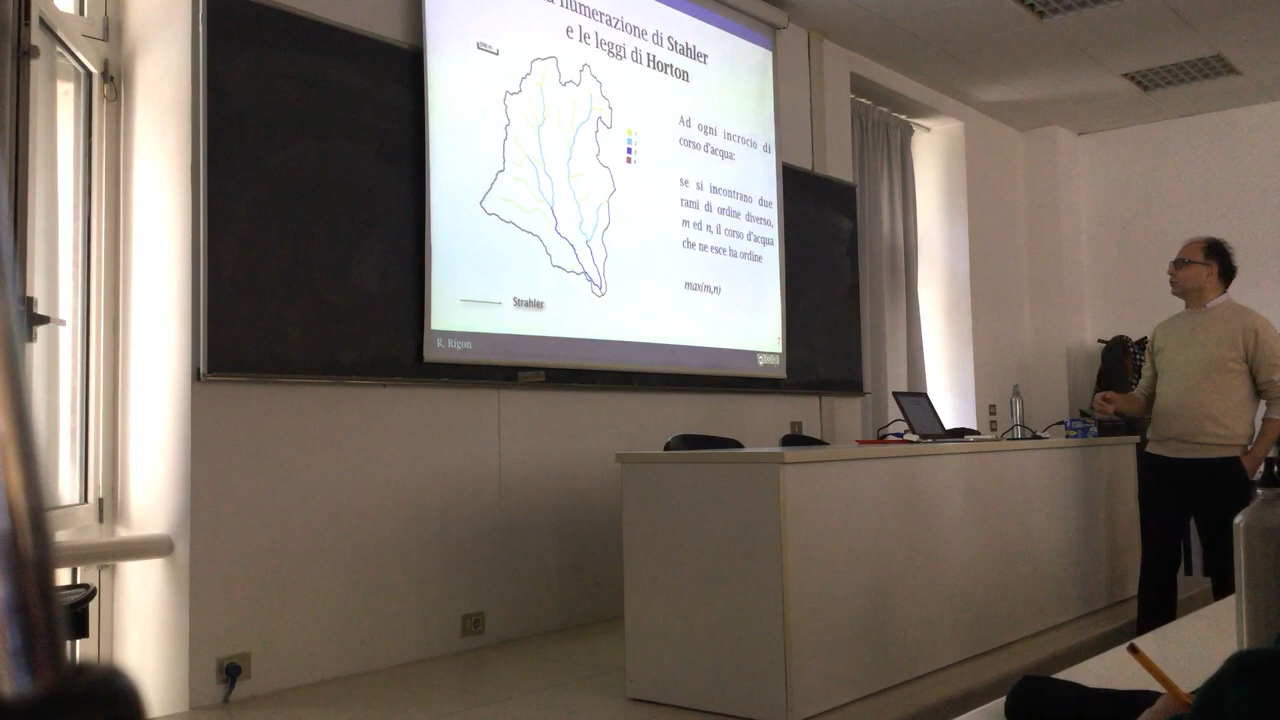 numerazione di Stahler
e le leggi di Horton
Ad ogni incrocio di
corso d'acqua:
se si incontrano due
rami di ordine diverso,
m ed n, il corso d'acqua
che ne esce ha ordine
max(m,n)
Strahler
R. Rigon
7